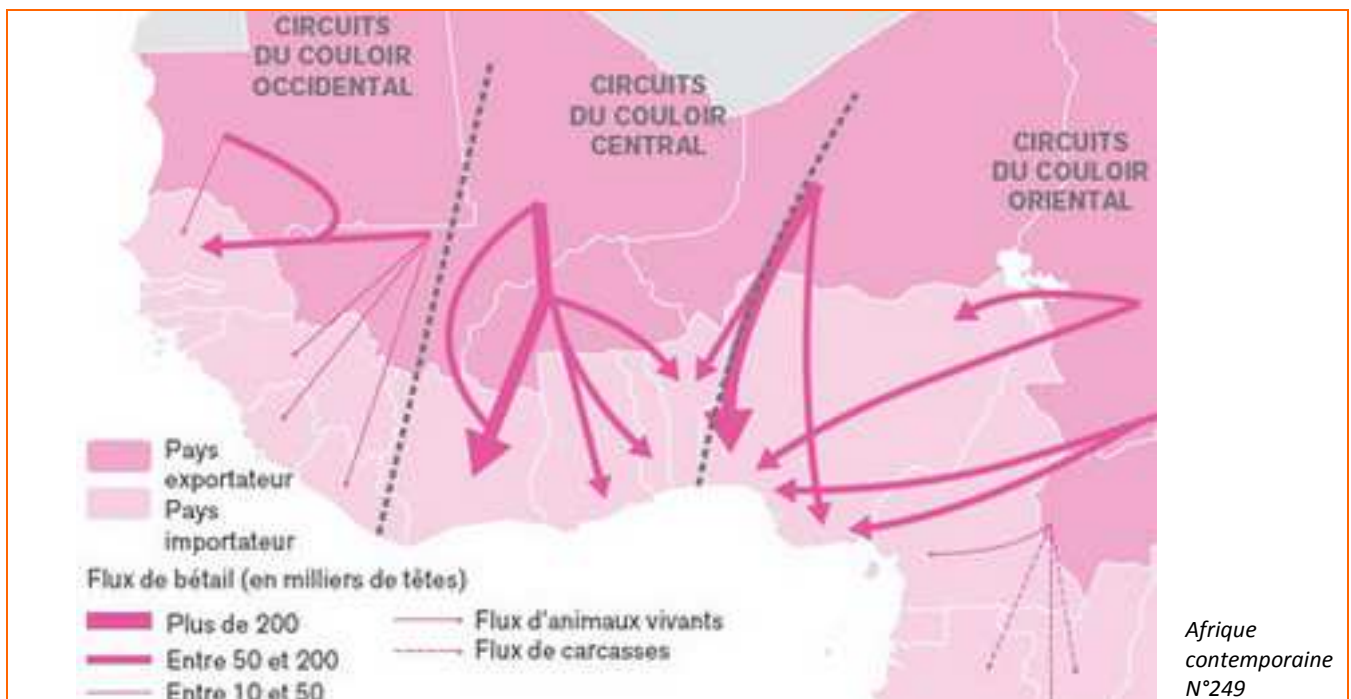 CIRCUITS
DU COULOIR
OCCIDENTAL
CIRCUITS
DU COULOIR
CENTRAL
CIRCUITS
DU COULOIR
ORIENTAL
Pays
exportateur
Pays
importateur
Flux de bétail (en milliers de têtes)
Plus de 200
Entre 50 et 200
Entre 10 et 50
Flux d'animaux vivants
Flux de carcasses
Afrique
contemporaine
N°249